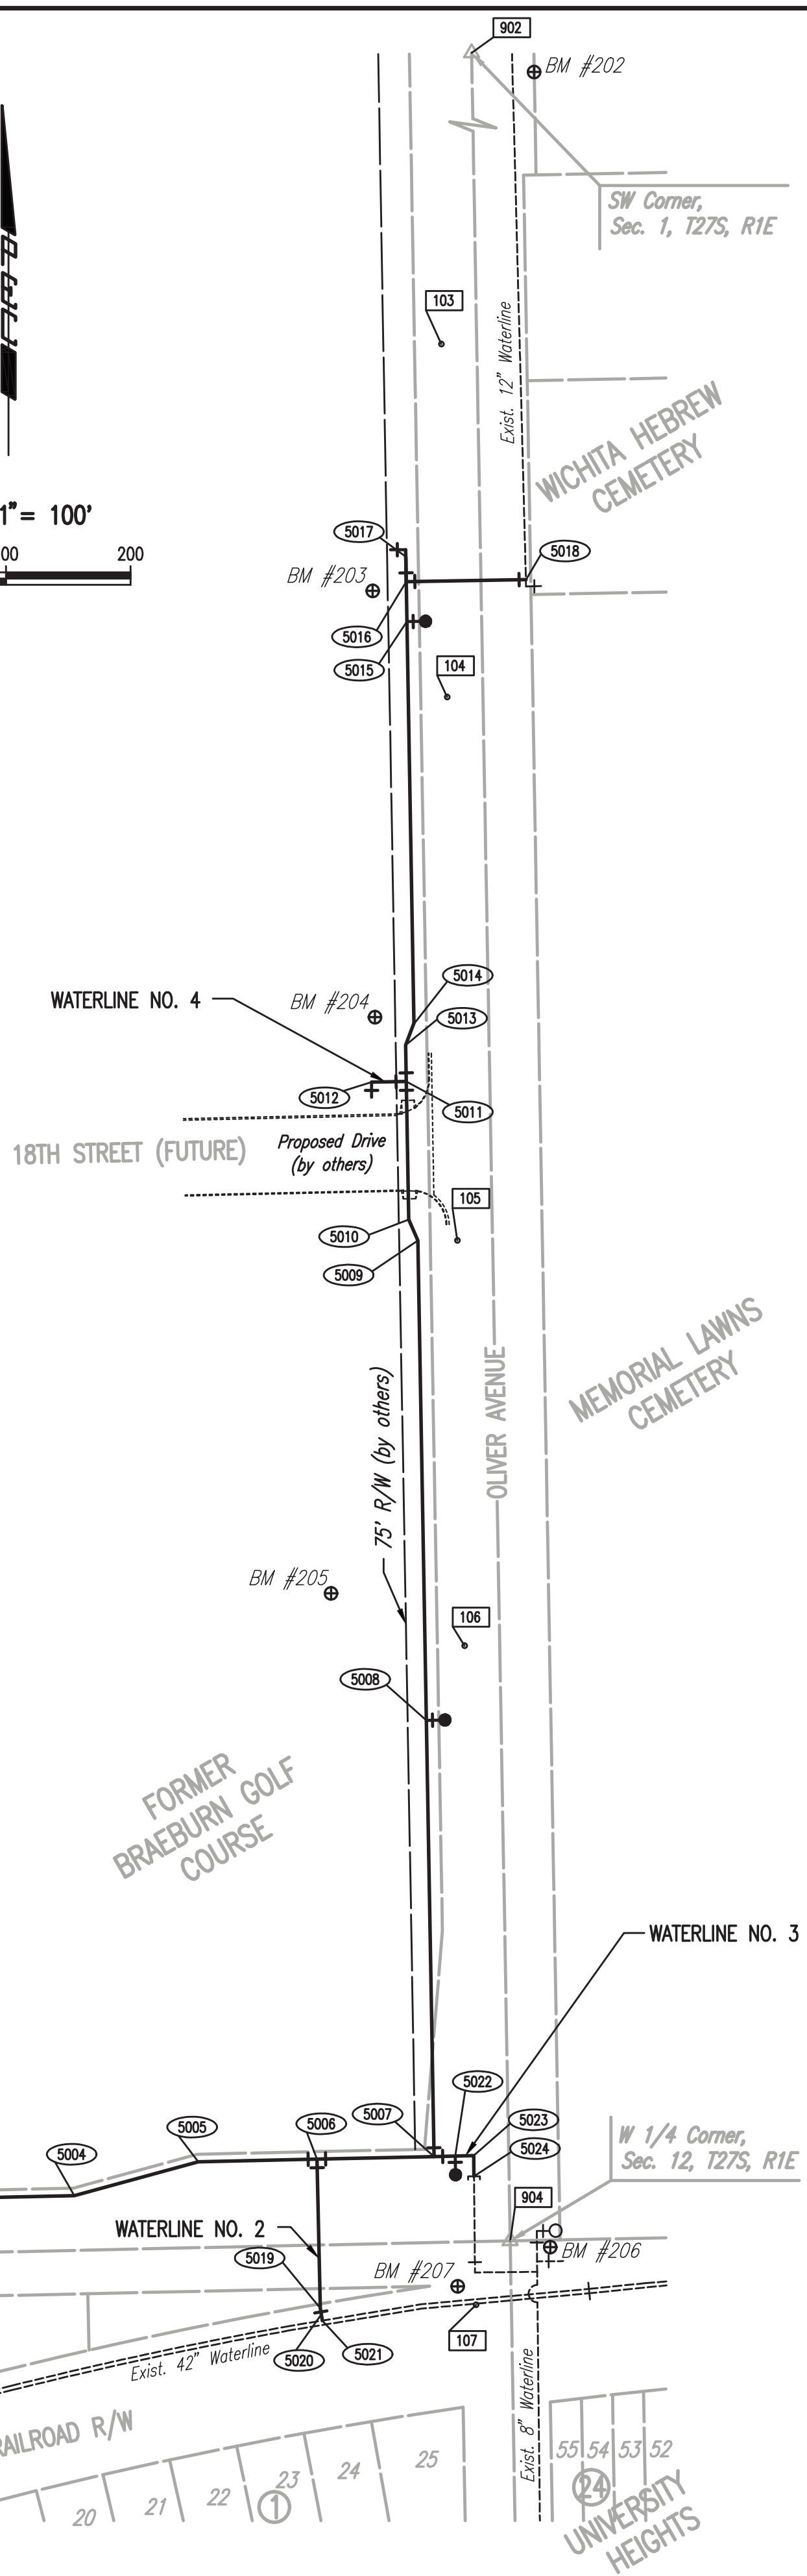 902
BM #202
SW Corner,
Sec. 1, T27S, R1E
103
Exist. 12" Waterline
WICHITA HEBREW
CEMETERY
1"= 100'
200
5017
5018
BM #203
5016
5015
104
5014
WATERLINE NO. 4
BM #204
5013
5012
5011
18TH STREET (FUTURE)
Proposed Drive
(by others)
105
5010
5009
MEMORIAL LAWNS
CEMETERY
OLIVER AVENUE
75' R/W (by others)
BM #205
106
5008
FORMER
BRAEBURN GOLF
COURSE
WATERLINE NO. 3
5022
5007
5006
5023
5005
5004
5024
W 1/4 Corner,
Sec. 12, T27S, R1E
904
WATERLINE NO. 2
5019
BM #206
BM #207
107
5021
5020
Exist. 42" Waterline
Exist. 8" Waterline
RAILROAD R/W
55 54 53 52
25
24
23
22
21
20
1
24
UNIVERSITY
HEIGHTS